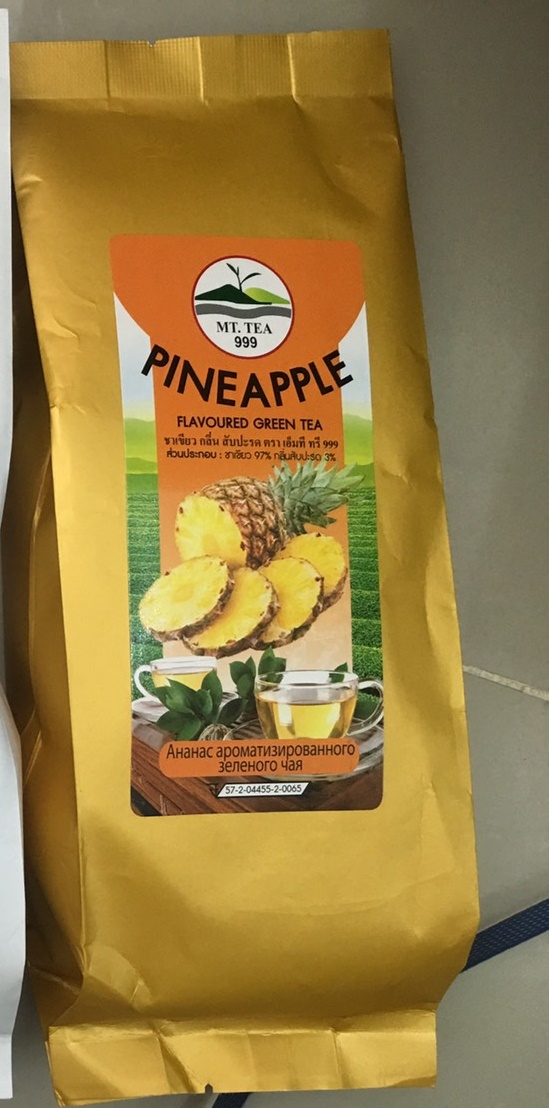 MT. TEA
999
PINEAPPLE
FLAVOURED GREEN TEA
ชาเขียว กลิ่น สับปะรด ตรา เอ็มที ทรี 999
ส่วนประกอบ : ชาเขียว 97% กลิ่นสับปะรด 3%
Ананас ароматизированного
зеленого чая
57-2-04455-2-0065